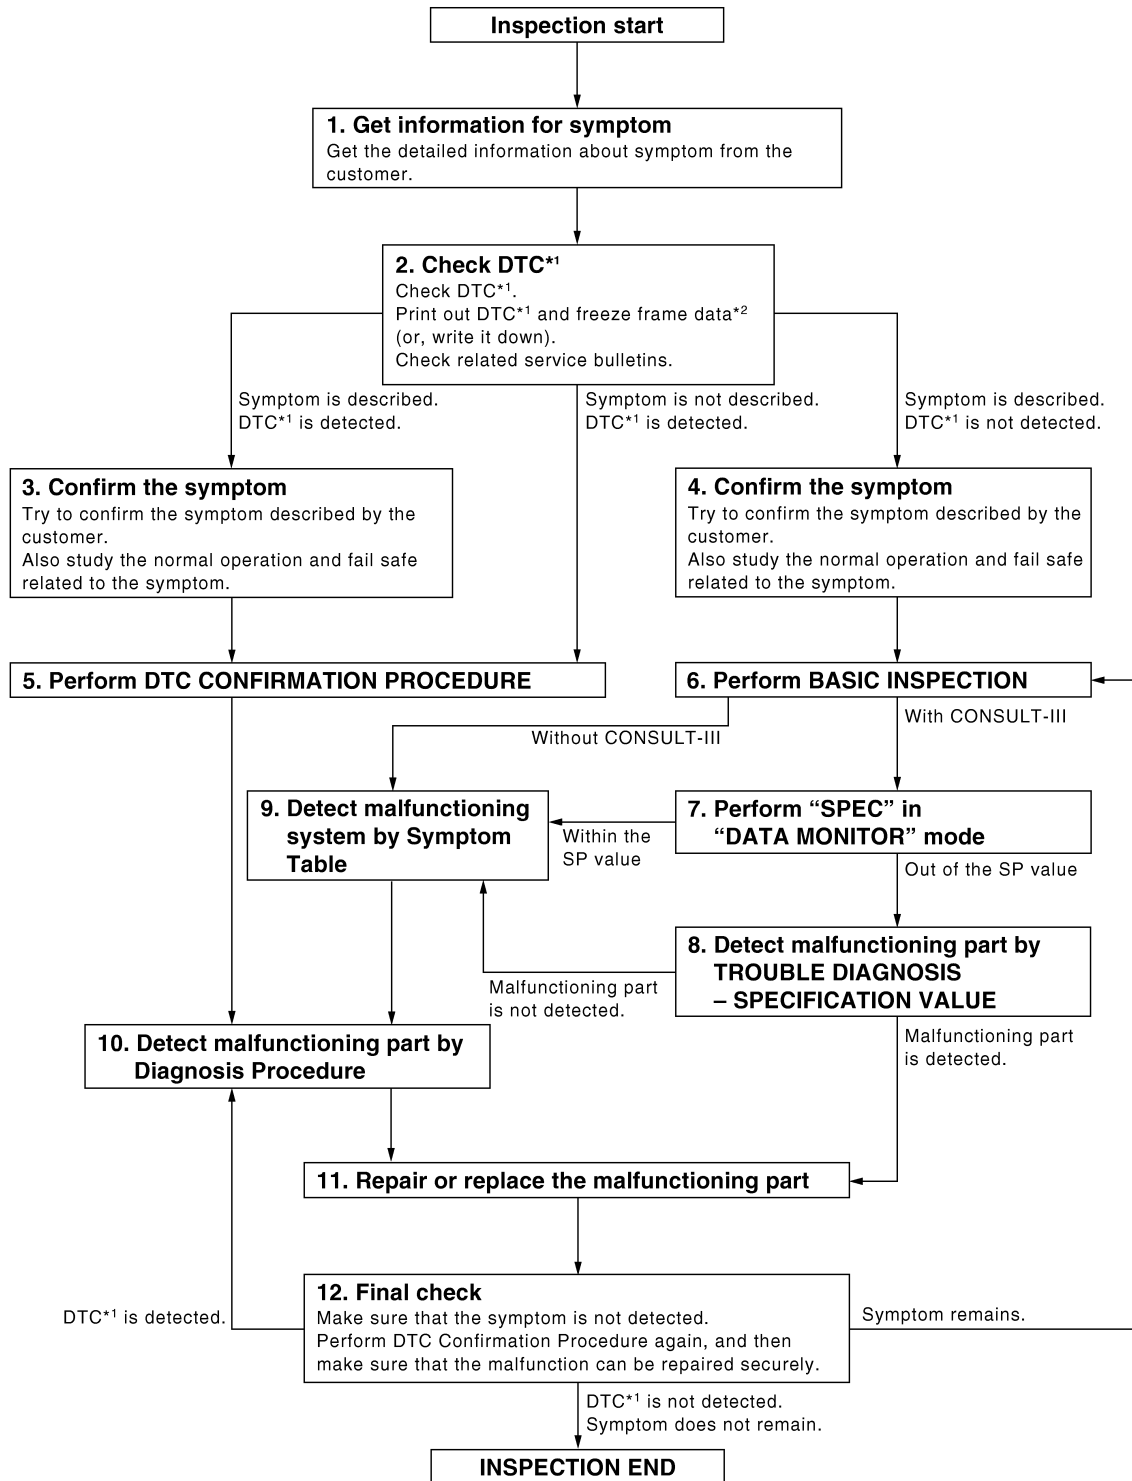 Inspection start
1. Get information for symptom
Get the detailed information about symptom from the
customer.
2. Check DTC*1
Check DTC*1.
Print out DTC*1 and freeze frame data*2
(or, write it down).
Check related service bulletins.
Symptom is described.
DTC*1 is detected.
Symptom is not described.
DTC*1 is detected.
Symptom is described.
DTC*1 is not detected.
3. Confirm the symptom
Try to confirm the symptom described by the
customer.
Also study the normal operation and fail safe
related to the symptom.
4. Confirm the symptom
Try to confirm the symptom described by the
customer.
Also study the normal operation and fail safe
related to the symptom.
5. Perform DTC CONFIRMATION PROCEDURE
6. Perform BASIC INSPECTION
Without CONSULT-III
With CONSULT-III
9. Detect malfunctioning
system by Symptom
Table
Within the
SP value
7. Perform “SPEC” in
“DATA MONITOR” mode
Out of the SP value
8. Detect malfunctioning part by
TROUBLE DIAGNOSIS
– SPECIFICATION VALUE
Malfunctioning part
is not detected.
Malfunctioning part
is detected.
10. Detect malfunctioning part by
Diagnosis Procedure
11. Repair or replace the malfunctioning part
12. Final check
Make sure that the symptom is not detected.
Perform DTC Confirmation Procedure again, and then
make sure that the malfunction can be repaired securely.
DTC*1 is detected.
Symptom remains.
DTC*1 is not detected.
Symptom does not remain.
INSPECTION END